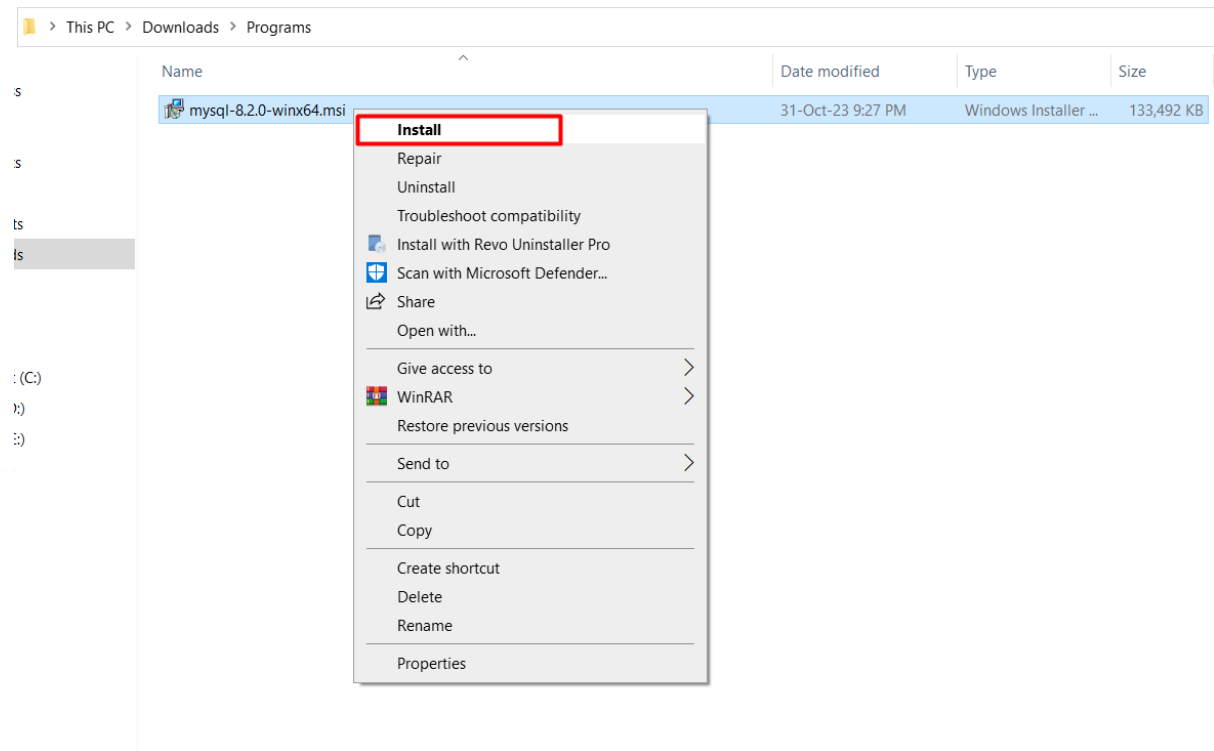 This PC > Downloads > Programs
Name Date modified Type Size
mysql-8.2.0-winx64.msi 31-Oct-23 9:27 PM Windows Installer ... 133,492 KB
Install
Repair
Uninstall
Troubleshoot compatibility
Install with Revo Uninstaller Pro
Scan with Microsoft Defender...
Share
Open with...
Give access to
WinRAR
Restore previous versions
Send to
Cut
Copy
Create shortcut
Delete
Rename
Properties
(C:)